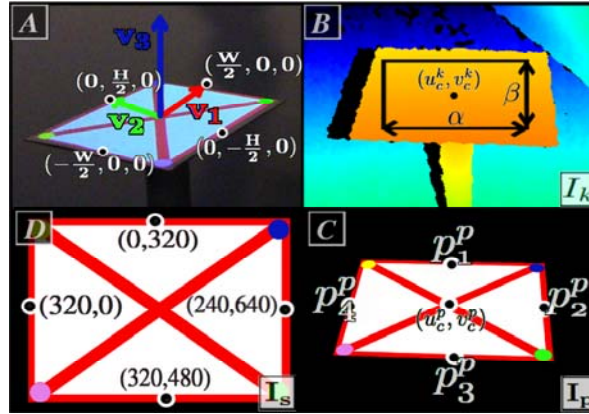 A
v₃
(0, H/2, 0)
(W/2, 0, 0)
v₂
v₁
(-W/2, 0, 0)
(0, -H/2, 0)
B
(u_c^k, v_c^k)
β
α
I_k
D
(0,320)
(320,0)
(240,640)
(320,480)
I_s
C
p_1^p
p_4^p
p_2^p
(u_c^p, v_c^p)
p_3^p
I_p